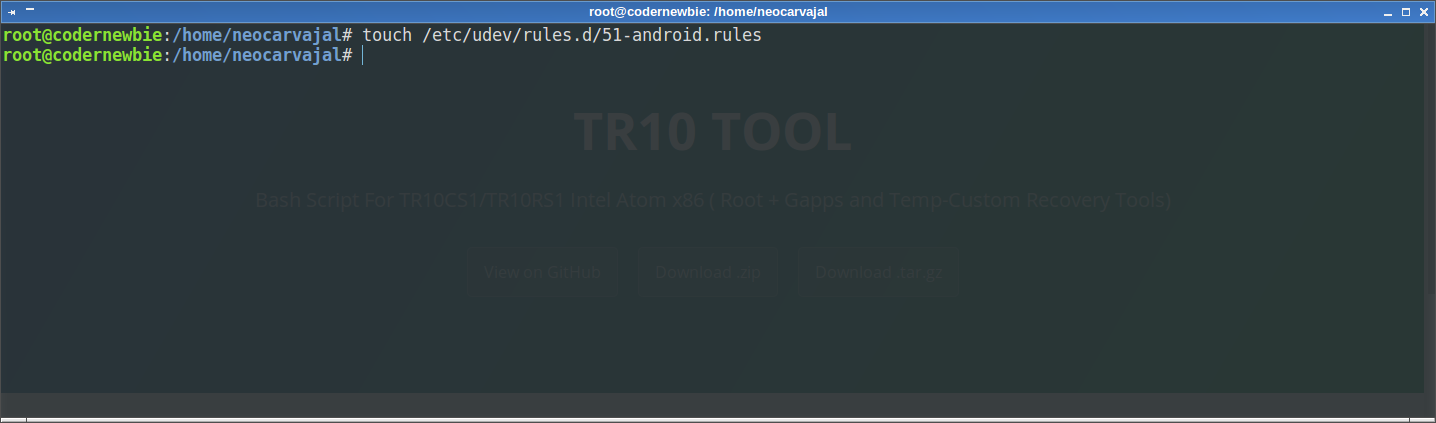 root@codernewbie: /home/neocarvajal
root@codernewbie:/home/neocarvajal# touch /etc/udev/rules.d/51-android.rules
root@codernewbie:/home/neocarvajal#
TR10 TOOL
Bash Script For TR10CS1/TR10RS1 Intel Atom x86 ( Root + Gapps and Temp-Custom Recovery Tools)
View on GitHub
Download .zip
Download .tar.gz